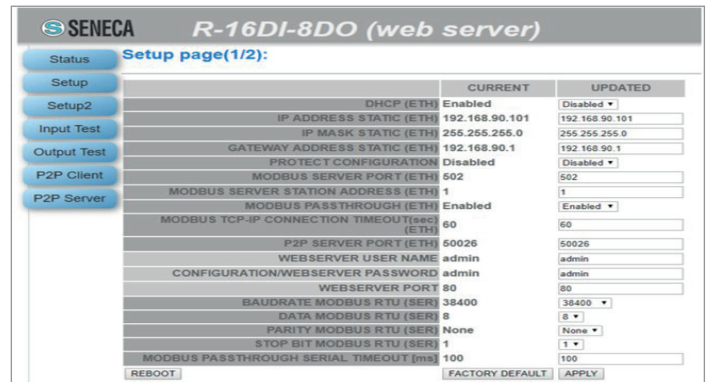 SENECA R-16DI-8DO (web server)
Status
Setup
Setup2
Input Test
Output Test
P2P Client
P2P Server
Setup page(1/2):
CURRENT UPDATED
DHCP (ETH) Enabled Disabled
IP ADDRESS STATIC (ETH) 192.168.90.101 192.168.90.101
IP MASK STATIC (ETH) 255.255.255.0 255.255.255.0
GATEWAY ADDRESS STATIC (ETH) 192.168.90.1 192.168.90.1
PROTECT CONFIGURATION Disabled Disabled
MODBUS SERVER PORT (ETH) 502 502
MODBUS SERVER STATION ADDRESS (ETH) 1 1
MODBUS PASSTHROUGH (ETH) Enabled Enabled
MODBUS TCP-IP CONNECTION TIMEOUT(sec)
(ETH) 60 60
P2P SERVER PORT (ETH) 50026 50026
WEBSERVER USER NAME admin admin
CONFIGURATION/WEBSERVER PASSWORD admin admin
WEBSERVER PORT 80 80
BAUDRATE MODBUS RTU (SER) 38400 38400
DATA MODBUS RTU (SER) 8 8
PARITY MODBUS RTU (SER) None None
STOP BIT MODBUS RTU (SER) 1 1
MODBUS PASSTHROUGH SERIAL TIMEOUT [ms] 100 100
REBOOT FACTORY DEFAULT APPLY